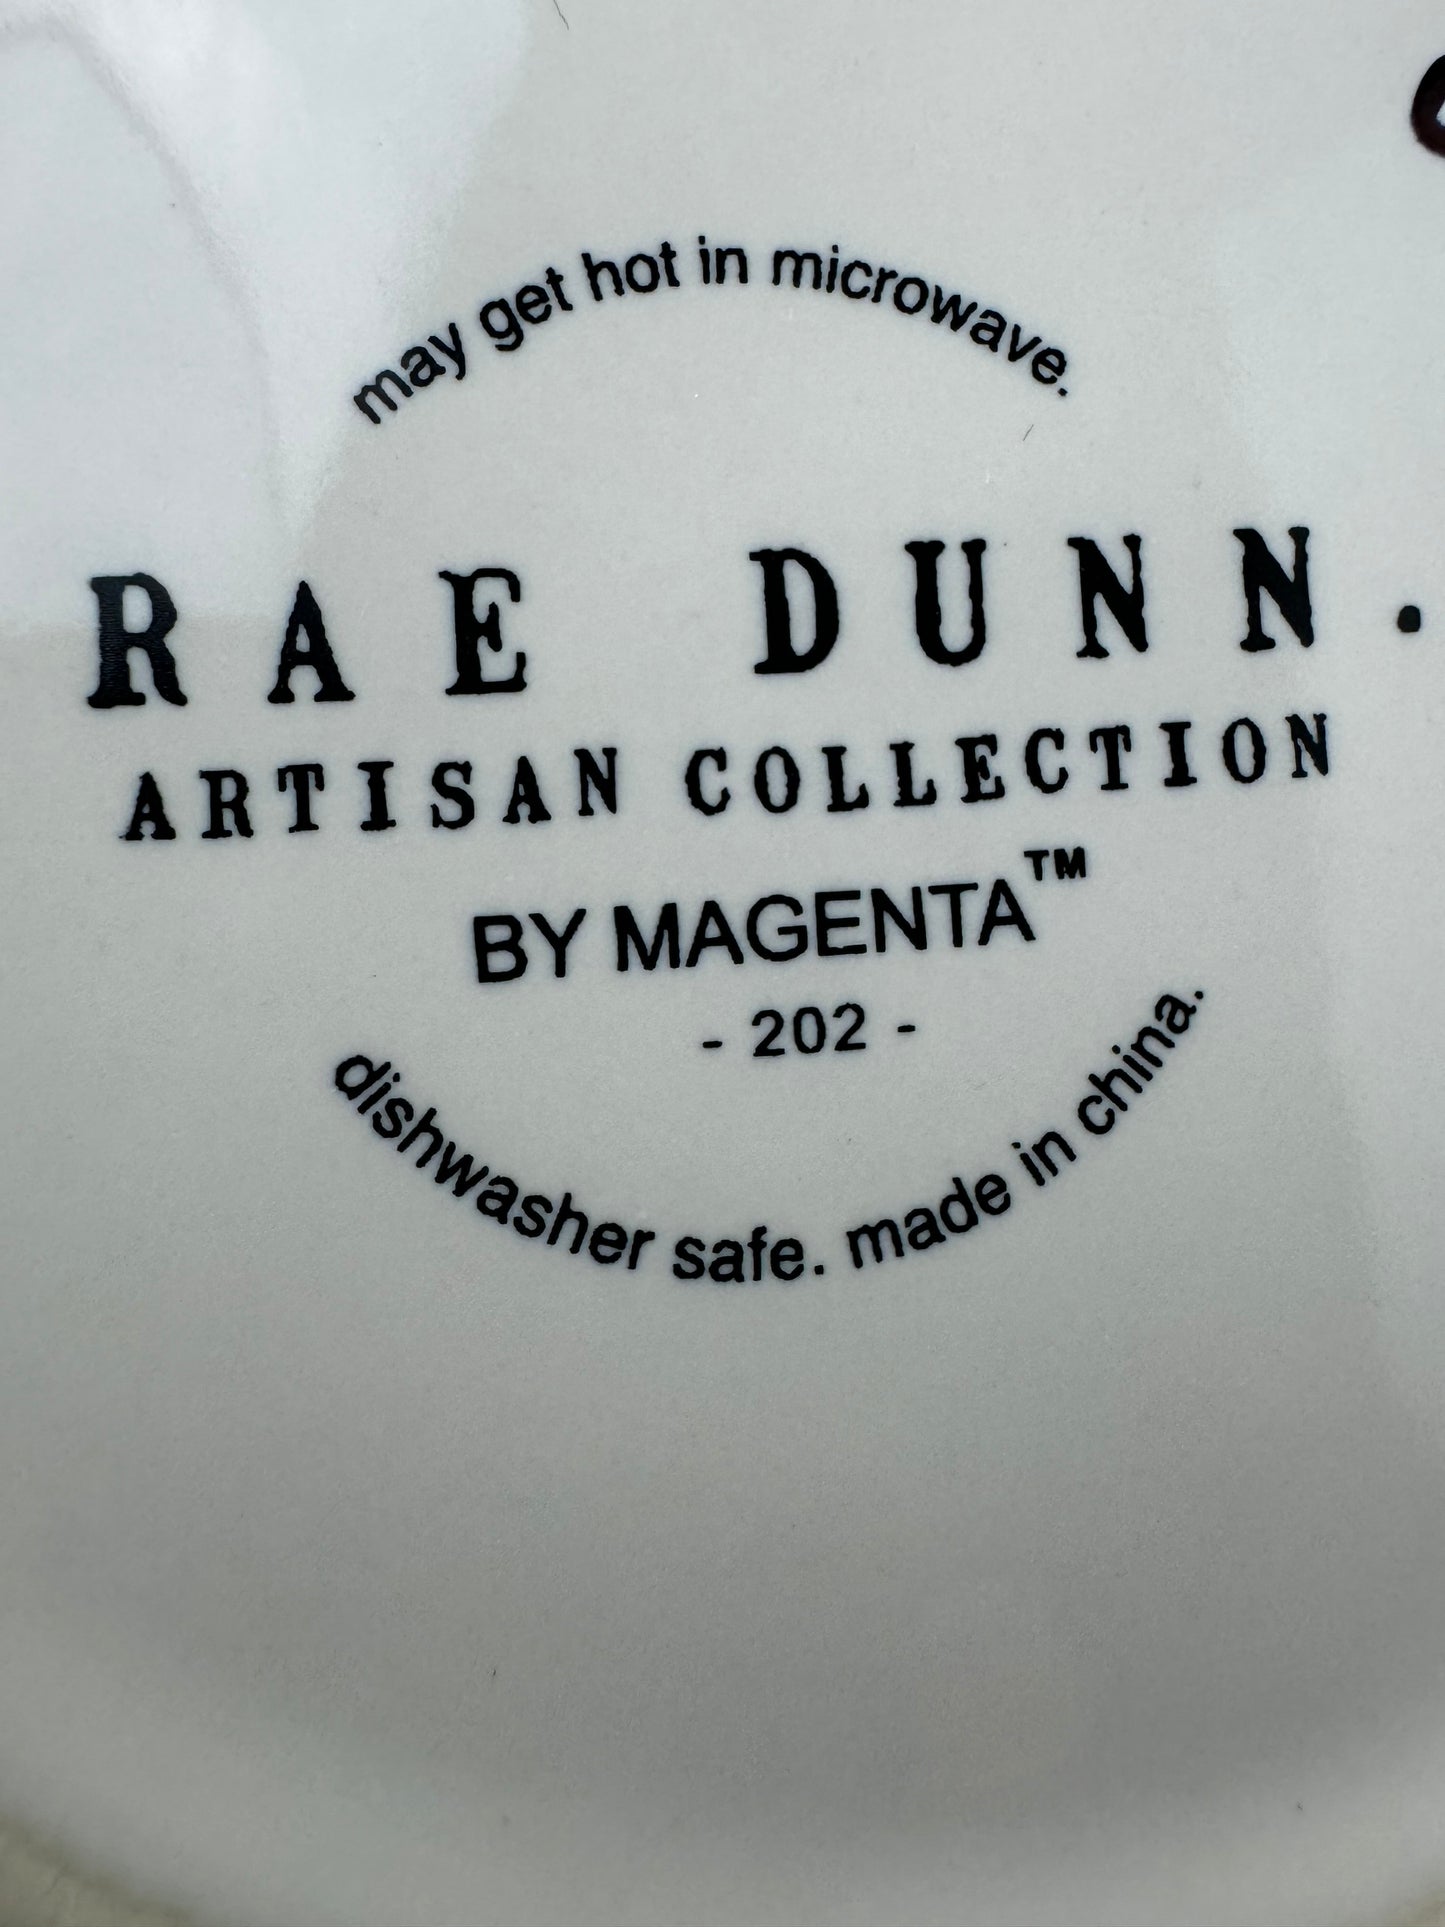 may get hot in microwave.
RAE DUNN.
ARTISAN COLLECTION
BY MAGENTA™
- 202 -
dishwasher safe. made in china.